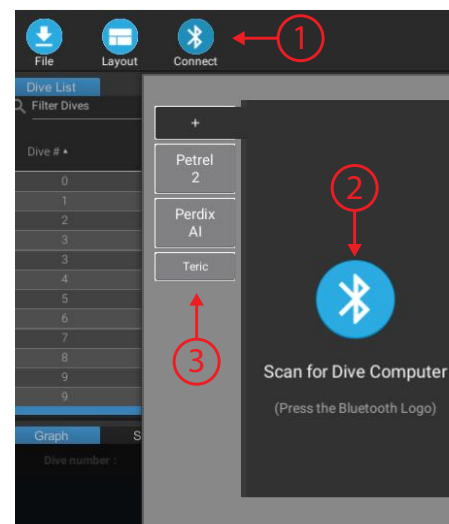 File Layout Connect
1
Dive List
Filter Dives
Dive #
0
1
2
3
3
4
5
6
7
8
9
9
Graph S
Dive number :
+
Petrel
2
Perdix
AI
Teric
3
2
Scan for Dive Computer
(Press the Bluetooth Logo)